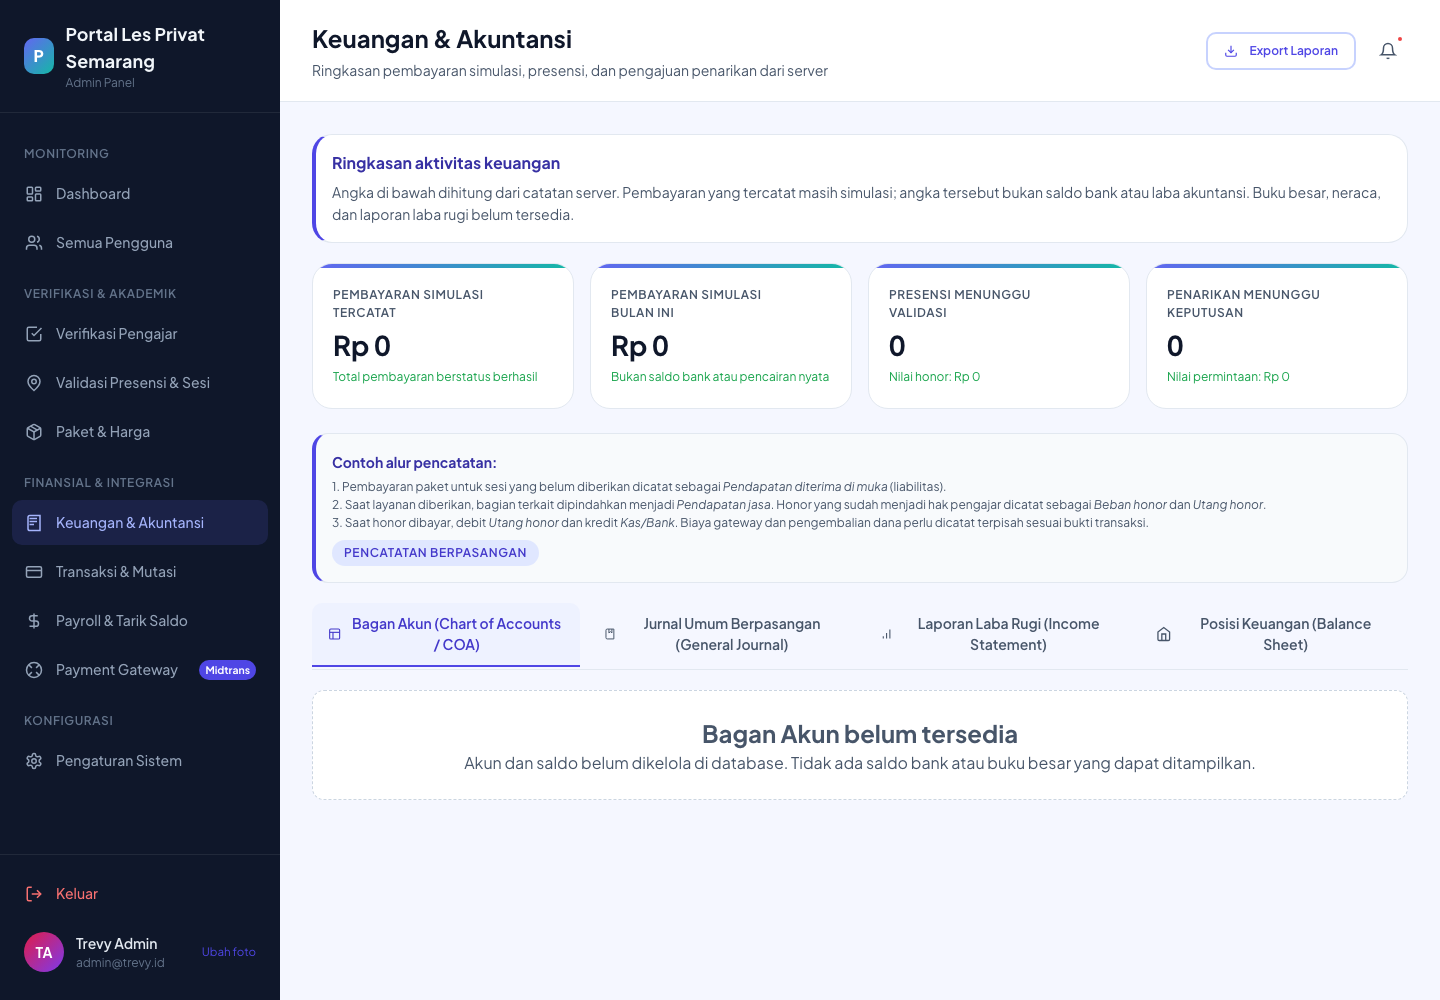 P
Portal Les Privat
Semarang
Admin Panel
MONITORING
Dashboard
Semua Pengguna
VERIFIKASI & AKADEMIK
Verifikasi Pengajar
Validasi Presensi & Sesi
Paket & Harga
FINANSIAL & INTEGRASI
Keuangan & Akuntansi
Transaksi & Mutasi
Payroll & Tarik Saldo
Payment Gateway Midtrans
KONFIGURASI
Pengaturan Sistem
Keluar
TA
Trevy Admin
admin@trevy.id
Ubah foto
Keuangan & Akuntansi
Ringkasan pembayaran simulasi, presensi, dan pengajuan penarikan dari server
Export Laporan
Ringkasan aktivitas keuangan
Angka di bawah dihitung dari catatan server. Pembayaran yang tercatat masih simulasi; angka tersebut bukan saldo bank atau laba akuntansi. Buku besar, neraca,
dan laporan laba rugi belum tersedia.
PEMBAYARAN SIMULASI
TERCATAT
Rp 0
Total pembayaran berstatus berhasil
PEMBAYARAN SIMULASI
BULAN INI
Rp 0
Bukan saldo bank atau pencairan nyata
PRESENSI MENUNGGU
VALIDASI
0
Nilai honor: Rp 0
PENARIKAN MENUNGGU
KEPUTUSAN
0
Nilai permintaan: Rp 0
Contoh alur pencatatan:
1. Pembayaran paket untuk sesi yang belum diberikan dicatat sebagai Pendapatan diterima di muka (liabilitas).
2. Saat layanan diberikan, bagian terkait dipindahkan menjadi Pendapatan jasa. Honor yang sudah menjadi hak pengajar dicatat sebagai Beban honor dan Utang honor.
3. Saat honor dibayar, debit Utang honor dan kredit Kas/Bank. Biaya gateway dan pengembalian dana perlu dicatat terpisah sesuai bukti transaksi.
PENCATATAN BERPASANGAN
Bagan Akun (Chart of Accounts
/ COA)
Jurnal Umum Berpasangan
(General Journal)
Laporan Laba Rugi (Income
Statement)
Posisi Keuangan (Balance
Sheet)
Bagan Akun belum tersedia
Akun dan saldo belum dikelola di database. Tidak ada saldo bank atau buku besar yang dapat ditampilkan.